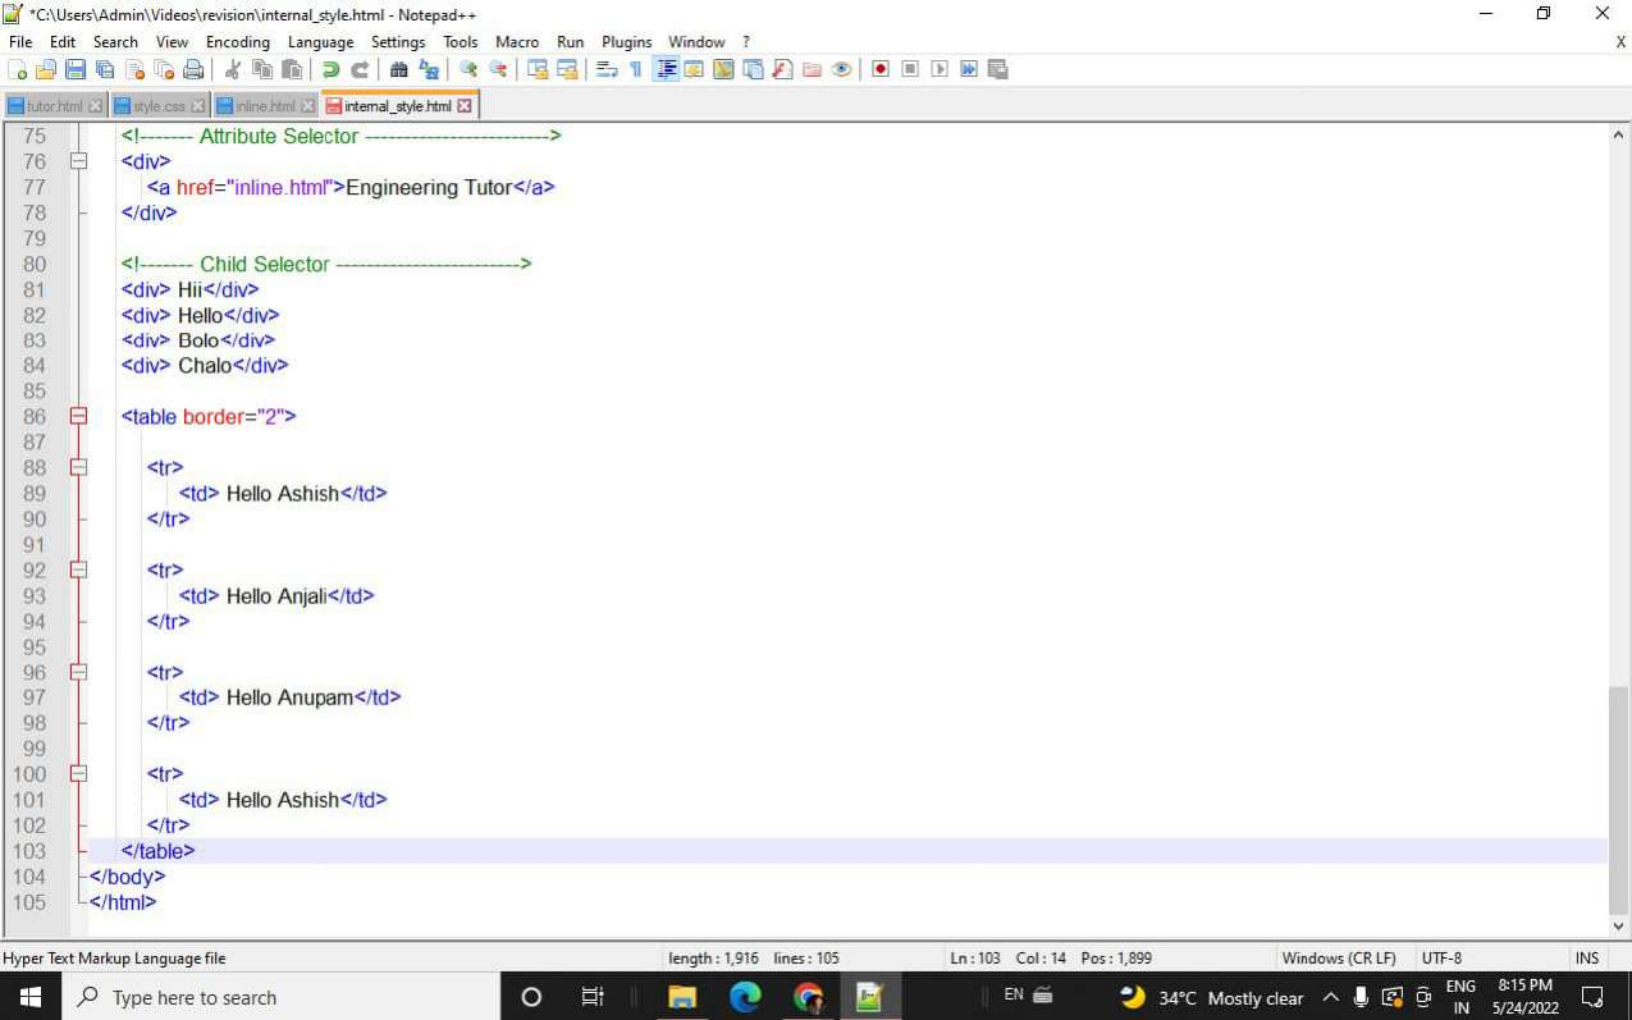 *C:\Users\Admin\Videos\revision\internal_style.html - Notepad++
File Edit Search View Encoding Language Settings Tools Macro Run Plugins Window ? X
tutor.html style.css inline.html internal_style.html
75 <!------- Attribute Selector ------------------------->
76 <div>
77 <a href="inline.html">Engineering Tutor</a>
78 </div>
79
80 <!------- Child Selector ------------------------->
81 <div> Hii</div>
82 <div> Hello</div>
83 <div> Bolo</div>
84 <div> Chalo</div>
85
86 <table border="2">
87
88 <tr>
89 <td> Hello Ashish</td>
90 </tr>
91
92 <tr>
93 <td> Hello Anjali</td>
94 </tr>
95
96 <tr>
97 <td> Hello Anupam</td>
98 </tr>
99
100 <tr>
101 <td> Hello Ashish</td>
102 </tr>
103 </table>
104 </body>
105 </html>
Hyper Text Markup Language file length : 1,916 lines : 105 Ln : 103 Col : 14 Pos : 1,899 Windows (CR LF) UTF-8 INS
Type here to search EN 34°C Mostly clear ENG 8:15 PM
IN 5/24/2022